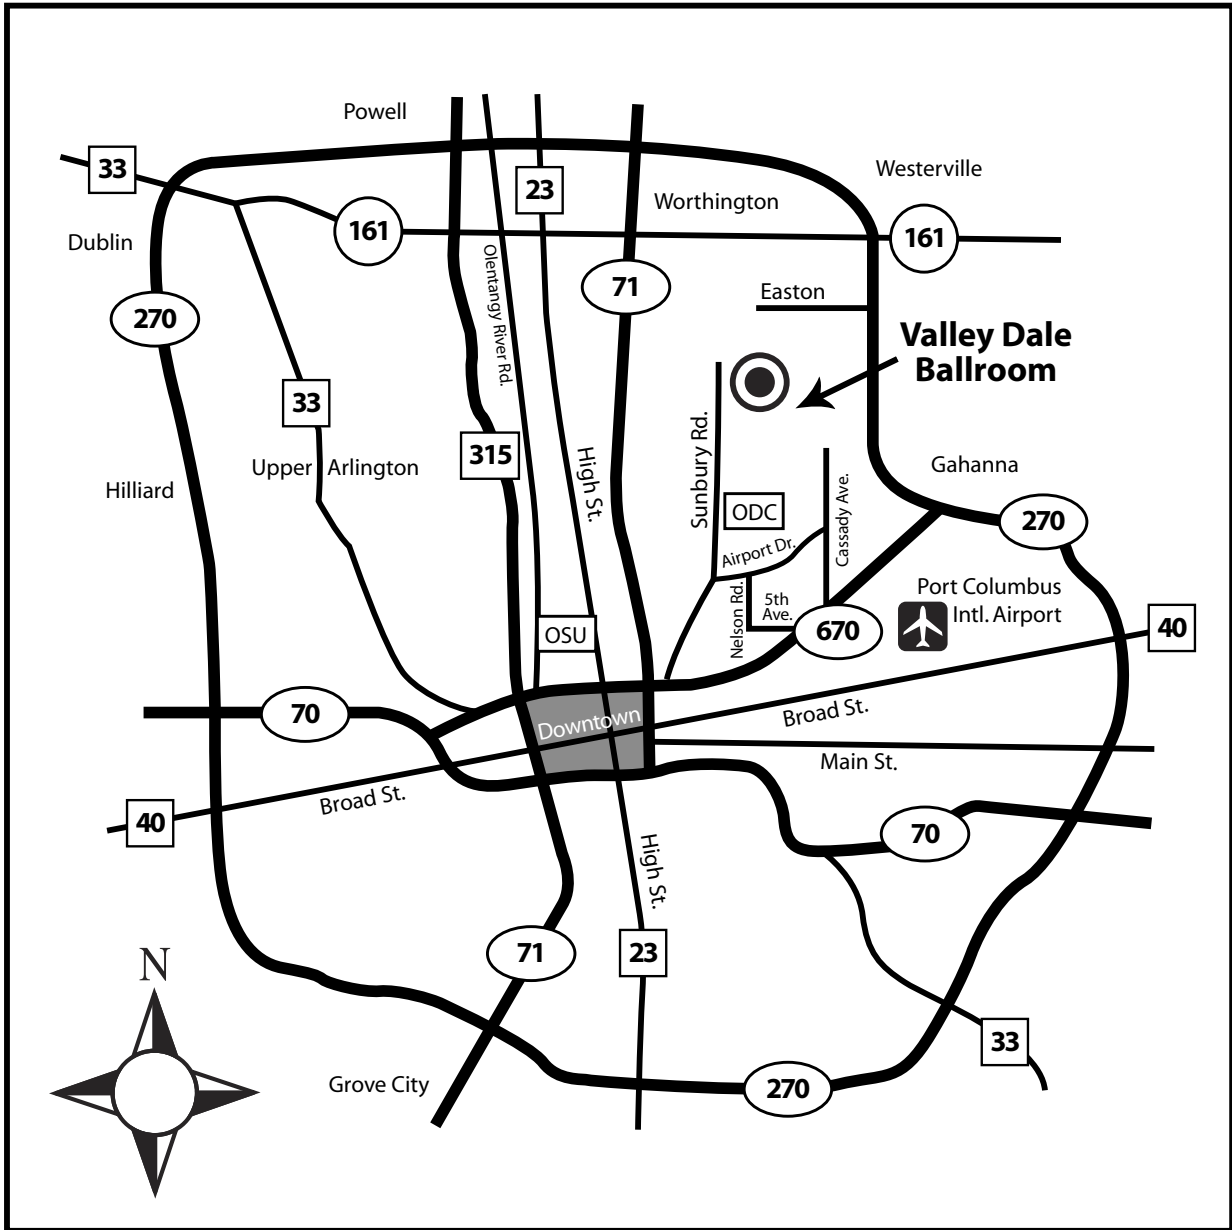 Powell
33
23
Westerville
Worthington
161
161
Dublin
Olentangy River Rd.
71
270
Easton
Valley Dale
Ballroom
33
Sunbury Rd.
315
High St.
Upper Arlington
Gahanna
Hilliard
ODC
Cassady Ave.
270
Airport Dr.
Nelson Rd.
5th
Ave.
Port Columbus
Intl. Airport
OSU
670
40
70
Downtown
Broad St.
Main St.
Broad St.
40
70
High St.
71
23
N
33
Grove City
270